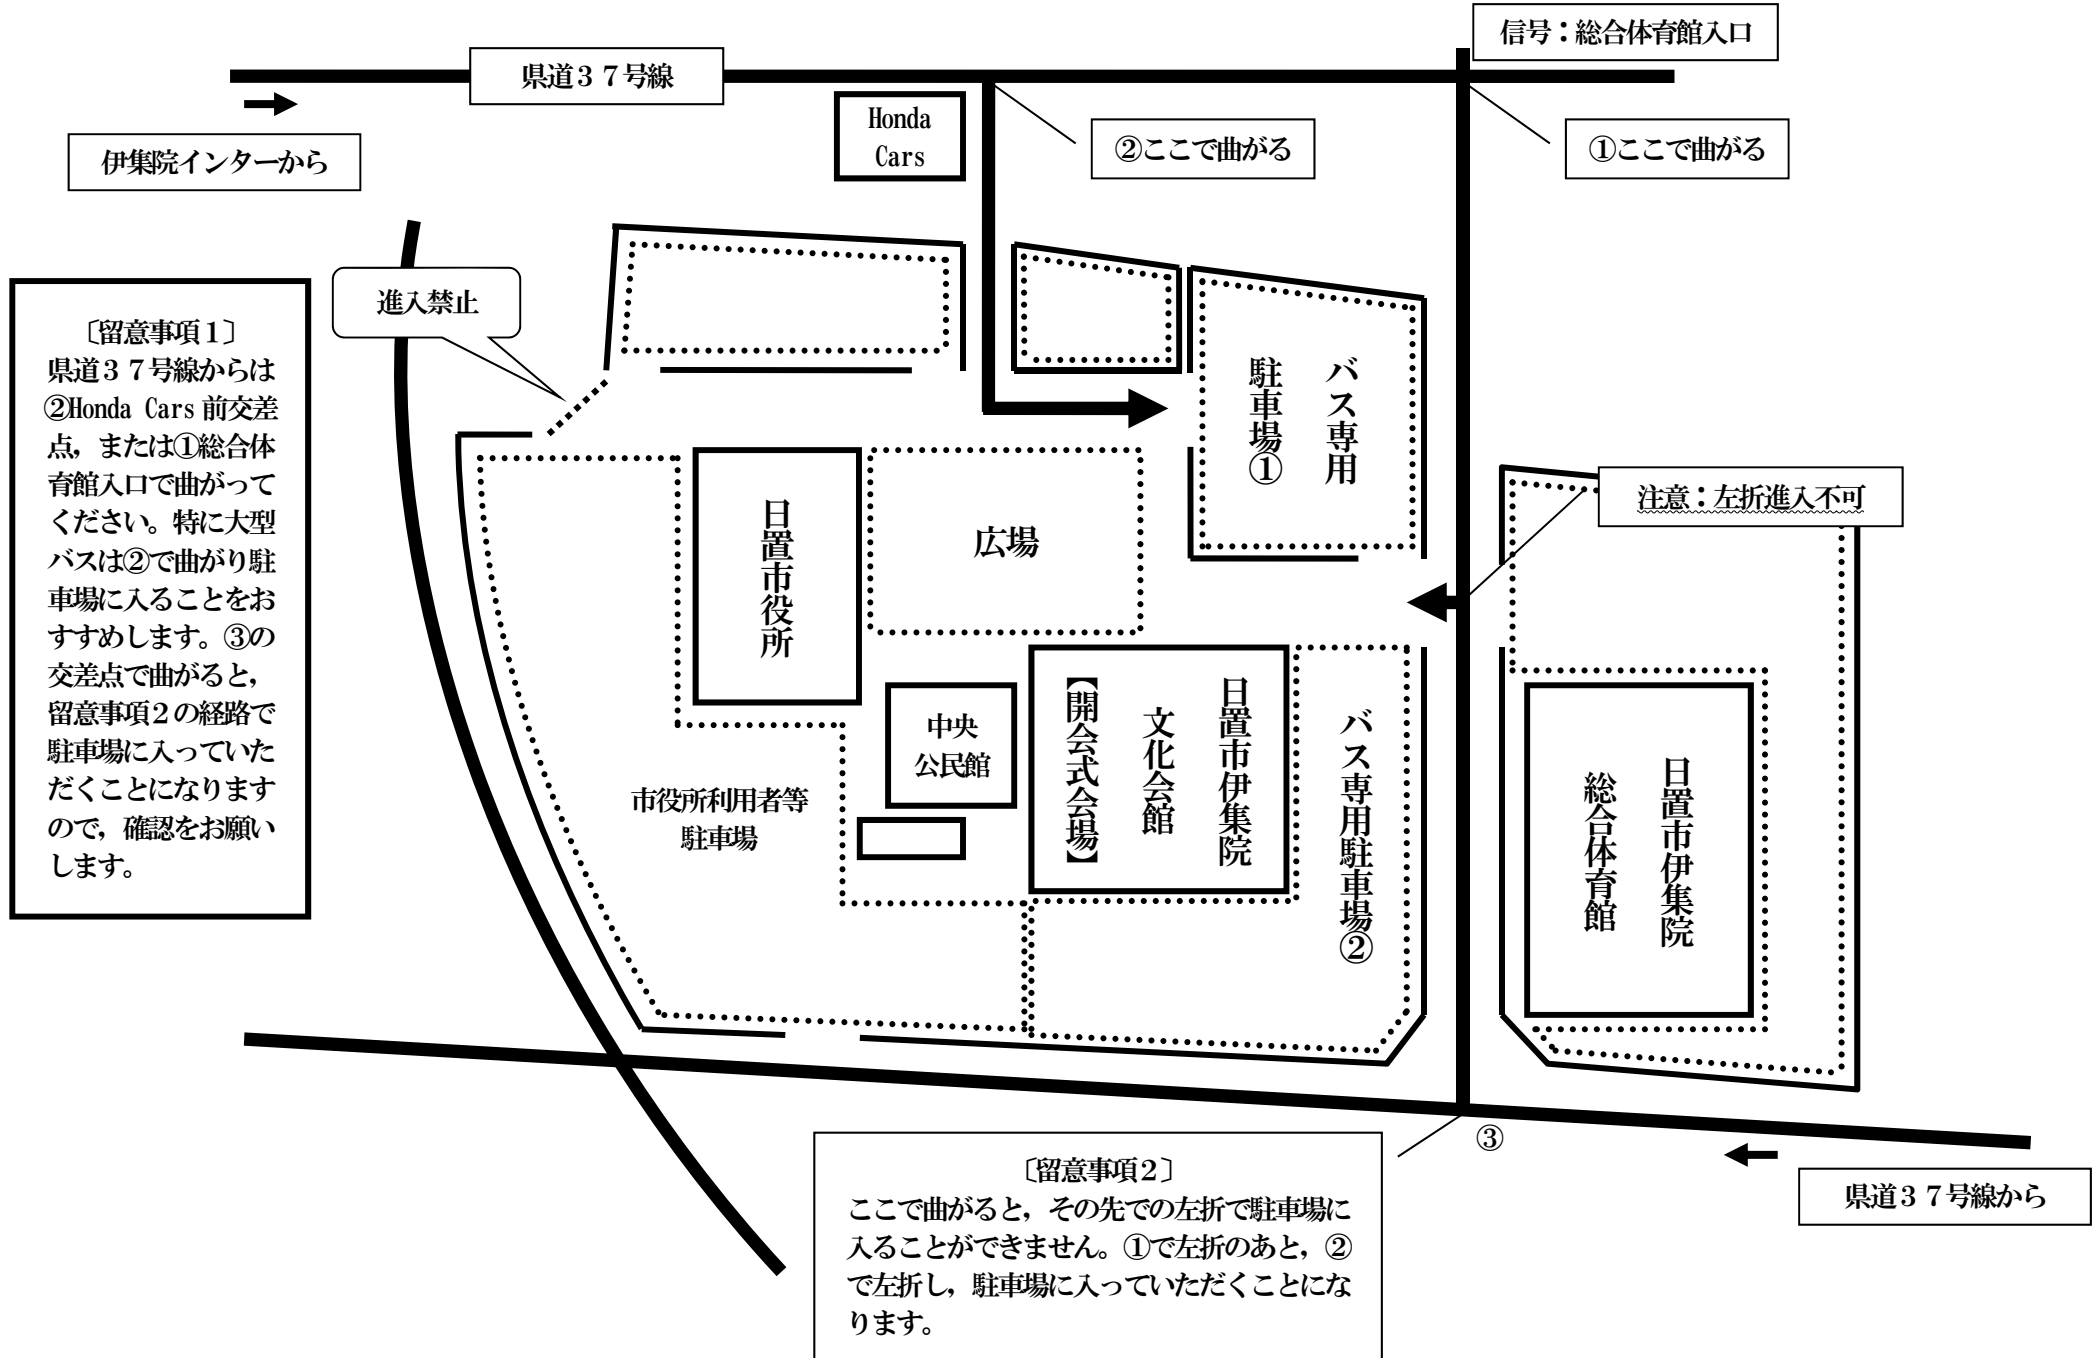 信号：総合体育館入口
県道３７号線
Honda
Cars
②ここで曲がる
①ここで曲がる
伊集院インターから
進入禁止
〔留意事項１〕
県道３７号線からは
②Honda Cars 前交差
点，または①総合体
育館入口で曲がって
ください。特に大型
バスは②で曲がり駐
車場に入ることをお
すすめします。③の
交差点で曲がると，
留意事項２の経路で
駐車場に入っていた
だくことになります
ので，確認をお願い
します。
バス専用
駐車場①
注意：左折進入不可
日置市役所
広場
中央
公民館
日置市伊集院
文化会館
【開会式会場】
バス専用駐車場②
日置市伊集院
総合体育館
市役所利用者等
駐車場
③
〔留意事項２〕
ここで曲がると，その先での左折で駐車場に
入ることができません。①で左折のあと，②
で左折し，駐車場に入っていただくことにな
ります。
県道３７号線から